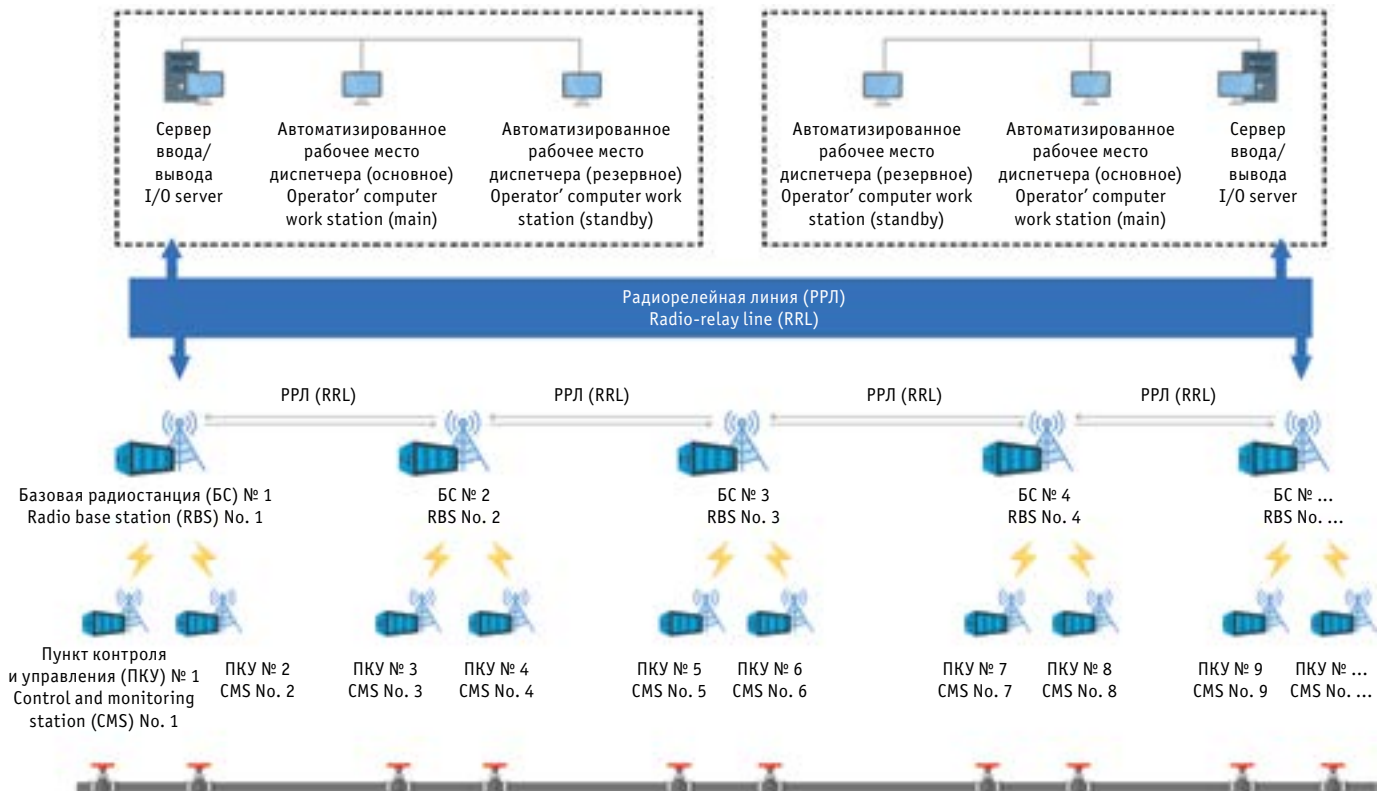 Сервер
ввода/
вывода
I/O server
Автоматизированное
рабочее место
диспетчера (основное)
Operator’ computer
work station (main)
Автоматизированное
рабочее место
диспетчера (резервное)
Operator’ computer work
station (standby)
Автоматизированное
рабочее место
диспетчера (резервное)
Operator’ computer work
station (standby)
Автоматизированное
рабочее место
диспетчера (основное)
Operator’ computer
work station (main)
Сервер
ввода/
вывода
I/O server
Радиорелейная линия (РРЛ)
Radio-relay line (RRL)
РРЛ (RRL)
РРЛ (RRL)
РРЛ (RRL)
РРЛ (RRL)
Базовая радиостанция (БС) № 1
Radio base station (RBS) No. 1
БС № 2
RBS No. 2
БС № 3
RBS No. 3
БС № 4
RBS No. 4
БС № ...
RBS No. ...
Пункт контроля
и управления (ПКУ) № 1
Control and monitoring
station (CMS) No. 1
ПКУ № 2
CMS No. 2
ПКУ № 3
CMS No. 3
ПКУ № 4
CMS No. 4
ПКУ № 5
CMS No. 5
ПКУ № 6
CMS No. 6
ПКУ № 7
CMS No. 7
ПКУ № 8
CMS No. 8
ПКУ № 9
CMS No. 9
ПКУ № ...
CMS No. ...